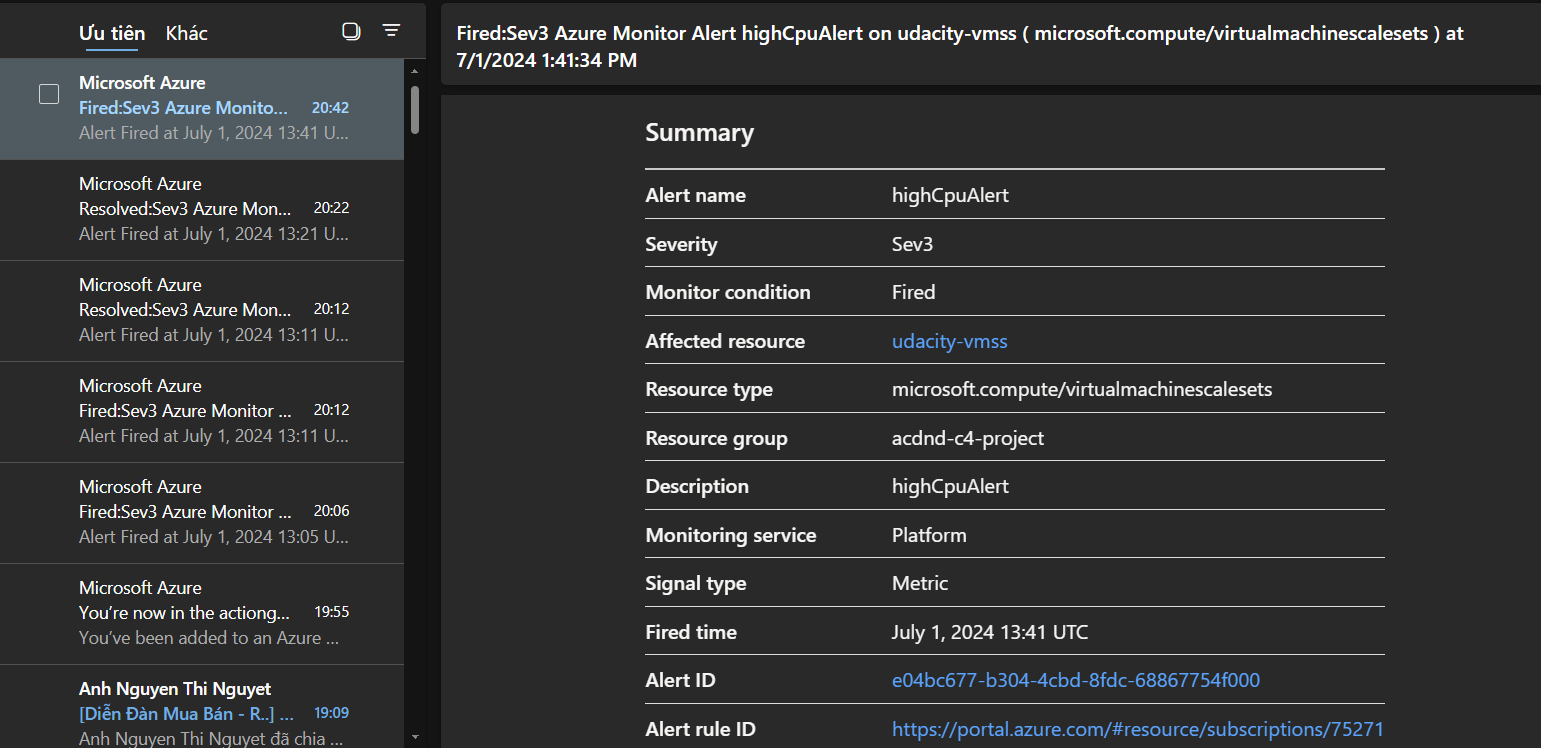 Ưu tiên Khác
Microsoft Azure
Fired:Sev3 Azure Monito... 20:42
Alert Fired at July 1, 2024 13:41 U...
Microsoft Azure
Resolved:Sev3 Azure Mon... 20:22
Alert Fired at July 1, 2024 13:21 U...
Microsoft Azure
Resolved:Sev3 Azure Mon... 20:12
Alert Fired at July 1, 2024 13:11 U...
Microsoft Azure
Fired:Sev3 Azure Monitor ... 20:12
Alert Fired at July 1, 2024 13:11 U...
Microsoft Azure
Fired:Sev3 Azure Monitor ... 20:06
Alert Fired at July 1, 2024 13:05 U...
Microsoft Azure
You’re now in the actiong... 19:55
You’ve been added to an Azure ...
Anh Nguyen Thi Nguyet
[Diễn Đàn Mua Bán - R..] ... 19:09
Anh Nguyen Thi Nguyet đã chia ...
Fired:Sev3 Azure Monitor Alert highCpuAlert on udacity-vmss ( microsoft.compute/virtualmachinescalesets ) at
7/1/2024 1:41:34 PM
Summary
Alert name highCpuAlert
Severity Sev3
Monitor condition Fired
Affected resource udacity-vmss
Resource type microsoft.compute/virtualmachinescalesets
Resource group acdnd-c4-project
Description highCpuAlert
Monitoring service Platform
Signal type Metric
Fired time July 1, 2024 13:41 UTC
Alert ID e04bc677-b304-4cbd-8fdc-68867754f000
Alert rule ID https://portal.azure.com/#resource/subscriptions/75271